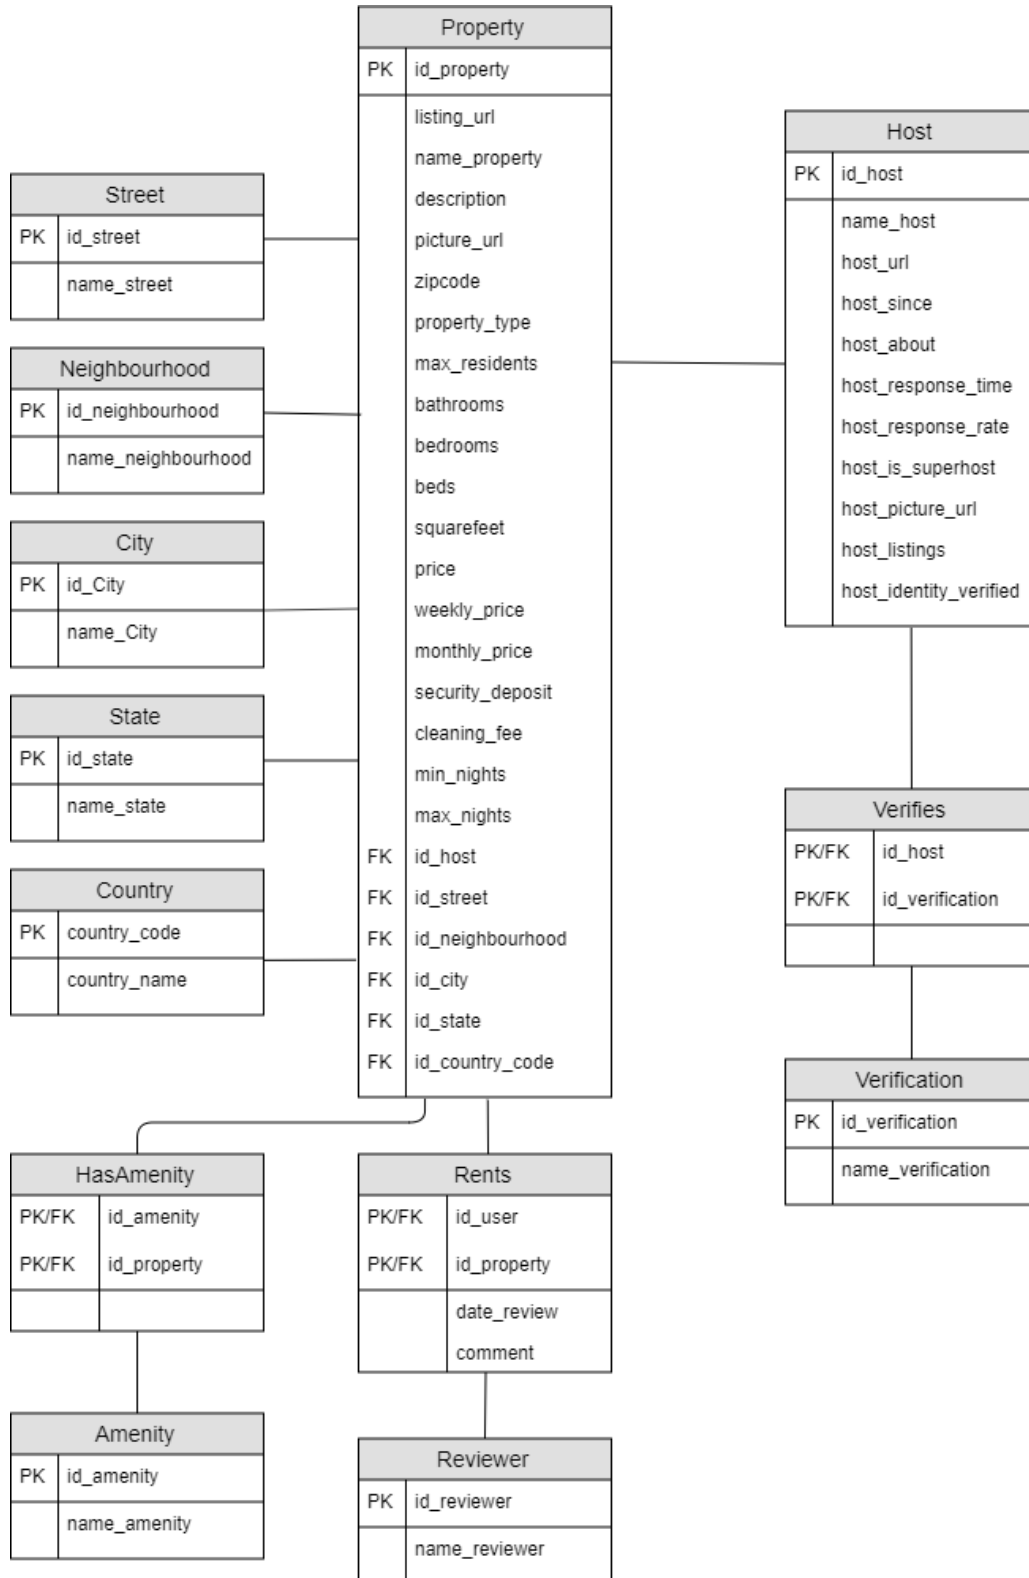 Property
PK id_property
listing_url
name_property
description
picture_url
zipcode
property_type
max_residents
bathrooms
bedrooms
beds
squarefeet
price
weekly_price
monthly_price
security_deposit
cleaning_fee
min_nights
max_nights
FK id_host
FK id_street
FK id_neighbourhood
FK id_city
FK id_state
FK id_country_code
Street
PK id_street
name_street
Neighbourhood
PK id_neighbourhood
name_neighbourhood
City
PK id_City
name_City
State
PK id_state
name_state
Country
PK country_code
country_name
Host
PK id_host
name_host
host_url
host_since
host_about
host_response_time
host_response_rate
host_is_superhost
host_picture_url
host_listings
host_identity_verified
Verifies
PK/FK id_host
PK/FK id_verification
Verification
PK id_verification
name_verification
HasAmenity
PK/FK id_amenity
PK/FK id_property
Rents
PK/FK id_user
PK/FK id_property
date_review
comment
Amenity
PK id_amenity
name_amenity
Reviewer
PK id_reviewer
name_reviewer